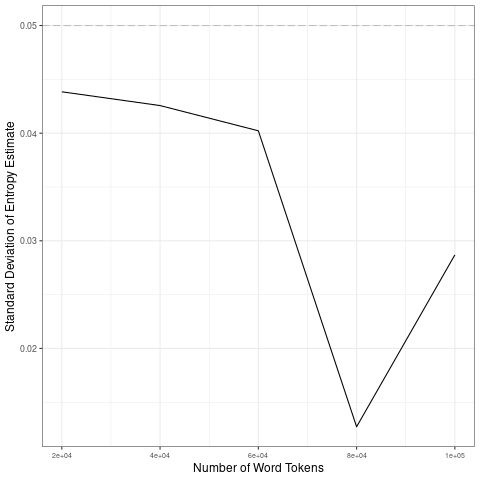 0.05
0.04
0.03
0.02
Standard Deviation of Entropy Estimate
2e+04 4e+04 6e+04 8e+04 1e+05
Number of Word Tokens